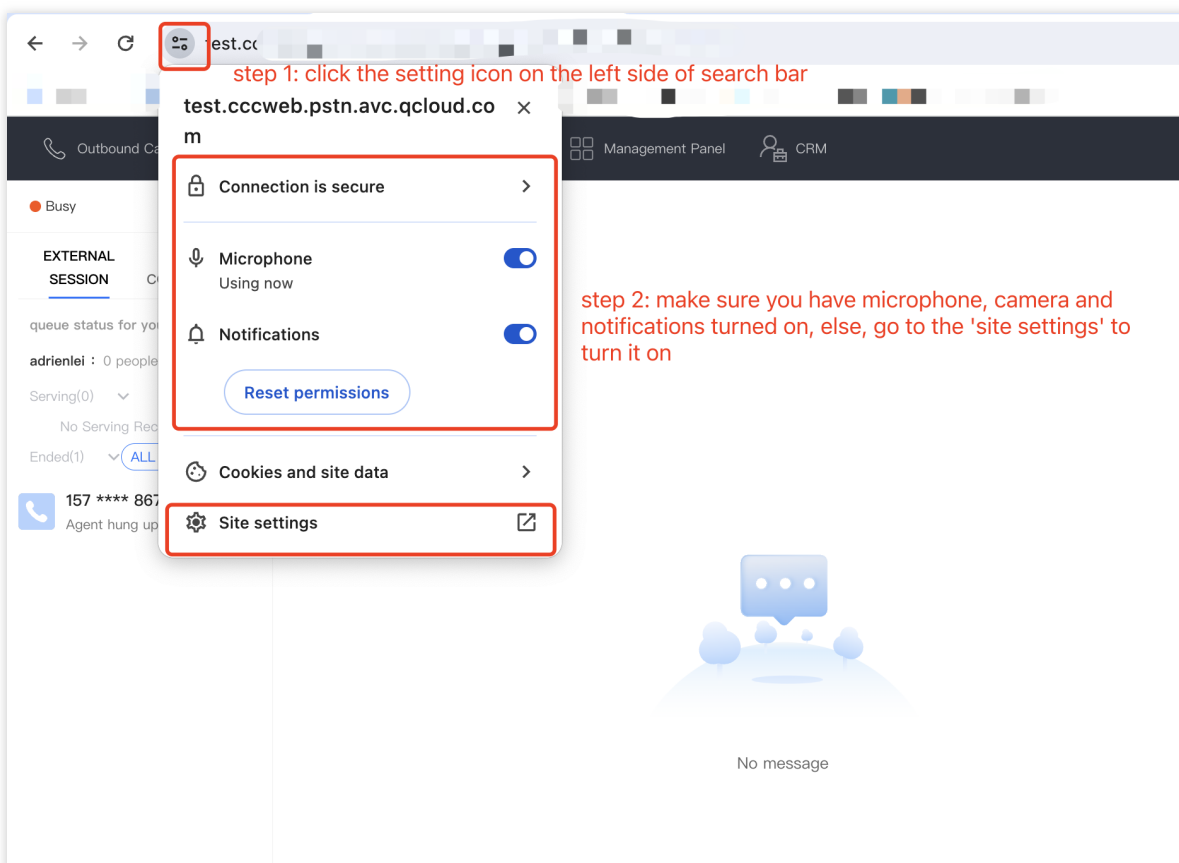 test.cc
step 1: click the setting icon on the left side of search bar
test.cccweb.pstn.avc.qcloud.co
m
Outbound Ca
Management Panel
CRM
Connection is secure
Busy
Microphone
Using now
EXTERNAL
SESSION
step 2: make sure you have microphone, camera and
notifications turned on, else, go to the 'site settings' to
turn it on
queue status for you
Notifications
adrienlei : 0 people
Reset permissions
Serving(0)
No Serving Rec
Ended(1)
ALL
Cookies and site data
157 **** 867
Agent hung up
Site settings
No message